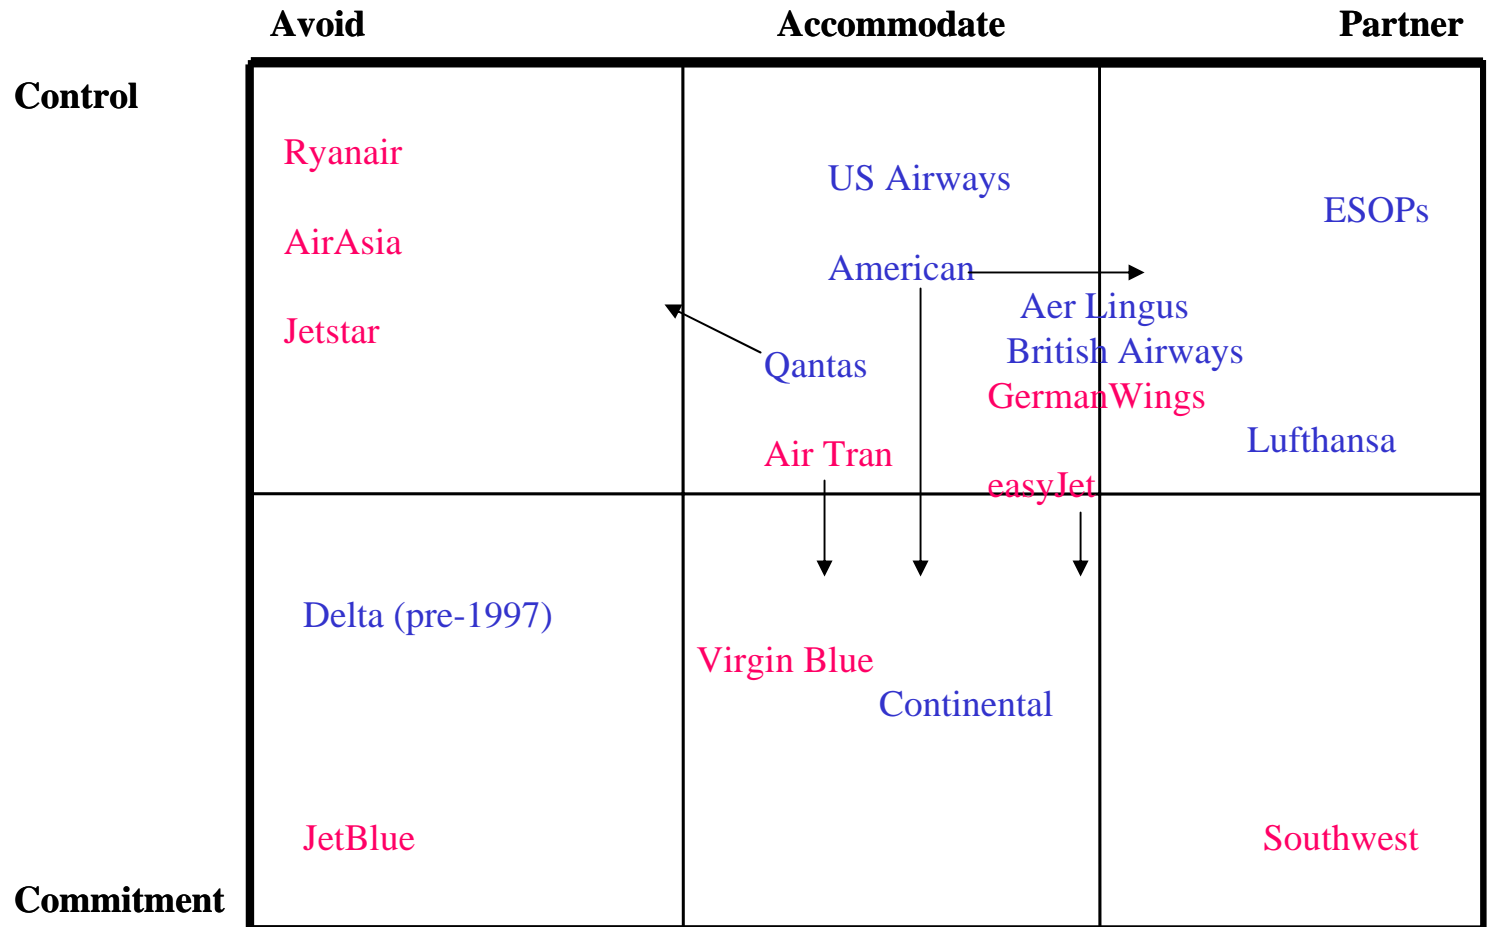 Avoid Accommodate Partner
Control
Ryanair
US Airways
ESOPs
AirAsia
American
Aer Lingus
Jetstar
British Airways
Qantas
GermanWings
Lufthansa
Air Tran
easyJet
Delta (pre-1997)
Virgin Blue
Continental
JetBlue
Southwest
Commitment